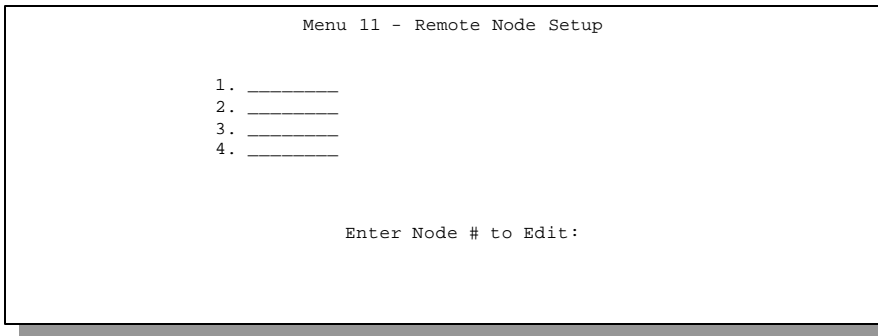 Menu 11 - Remote Node Setup
1. ________
2. ________
3. ________
4. ________
Enter Node # to Edit: